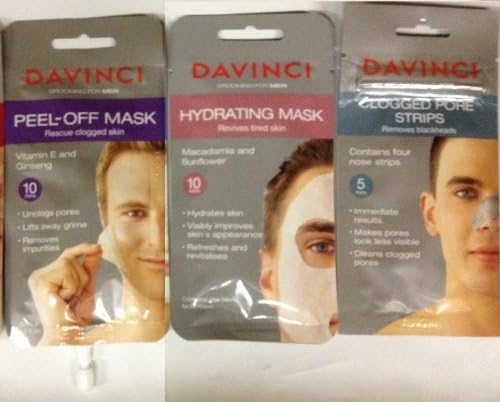 DAVINCI
GROOMING FOR MEN
PEEL-OFF MASK
Rescue clogged skin
Vitamin E and
Ginseng
10
mins
• Unclogs pores
• Lifts away grime
• Removes
impurities
DAVINCI
GROOMING FOR MEN
HYDRATING MASK
Revives tired skin
Macadamia and
Sunflower
10
mins
• Hydrates skin
• Visibly improves
skin's appearance
• Refreshes and
revitalises
DAVINCI
GROOMING FOR MEN
CLOGGED PORE
STRIPS
Removes blackheads
Contains four
nose strips
5
mins
• Immediate
results
• Makes pores
look less visible
• Cleans clogged
pores